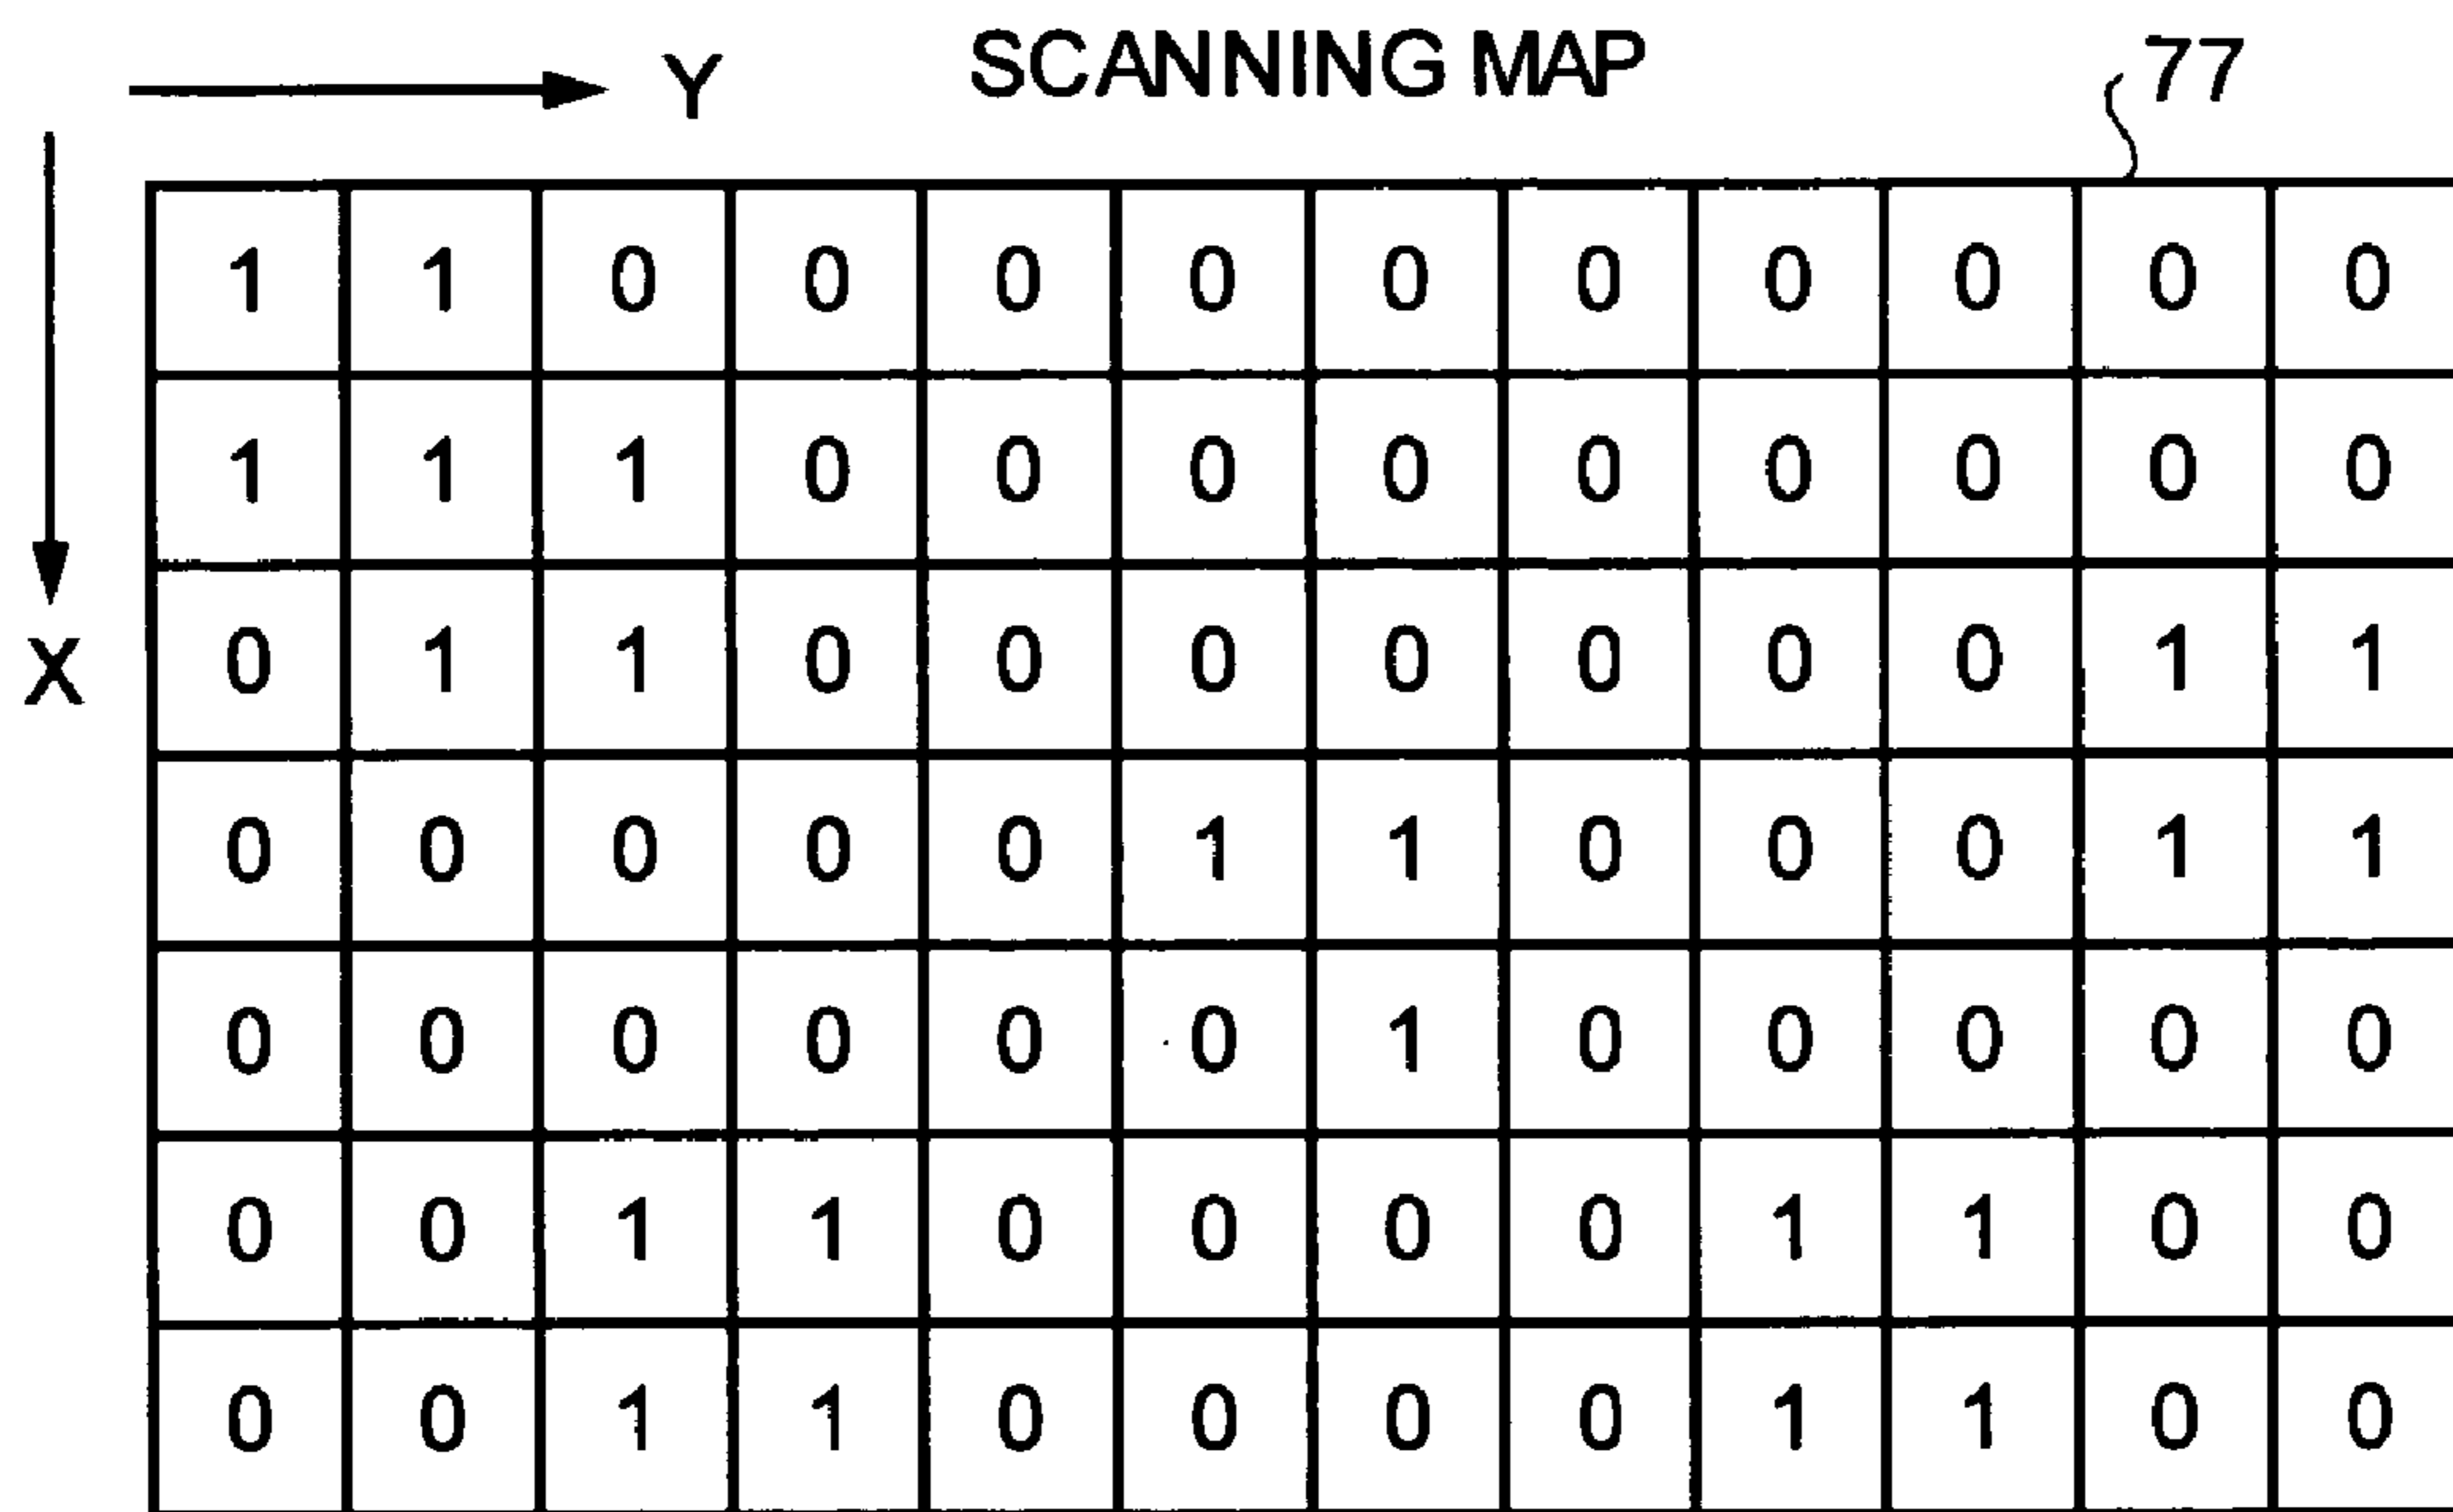 Y SCANNING MAP 77
1 1 0 0 0 0 0 0 0 0 0 0
1 1 1 0 0 0 0 0 0 0 0 0
X 0 1 1 0 0 0 0 0 0 0 1 1
0 0 0 0 0 1 1 0 0 0 1 1
0 0 0 0 0 0 1 0 0 0 0 0
0 0 1 1 0 0 0 0 1 1 0 0
0 0 1 1 0 0 0 0 1 1 0 0